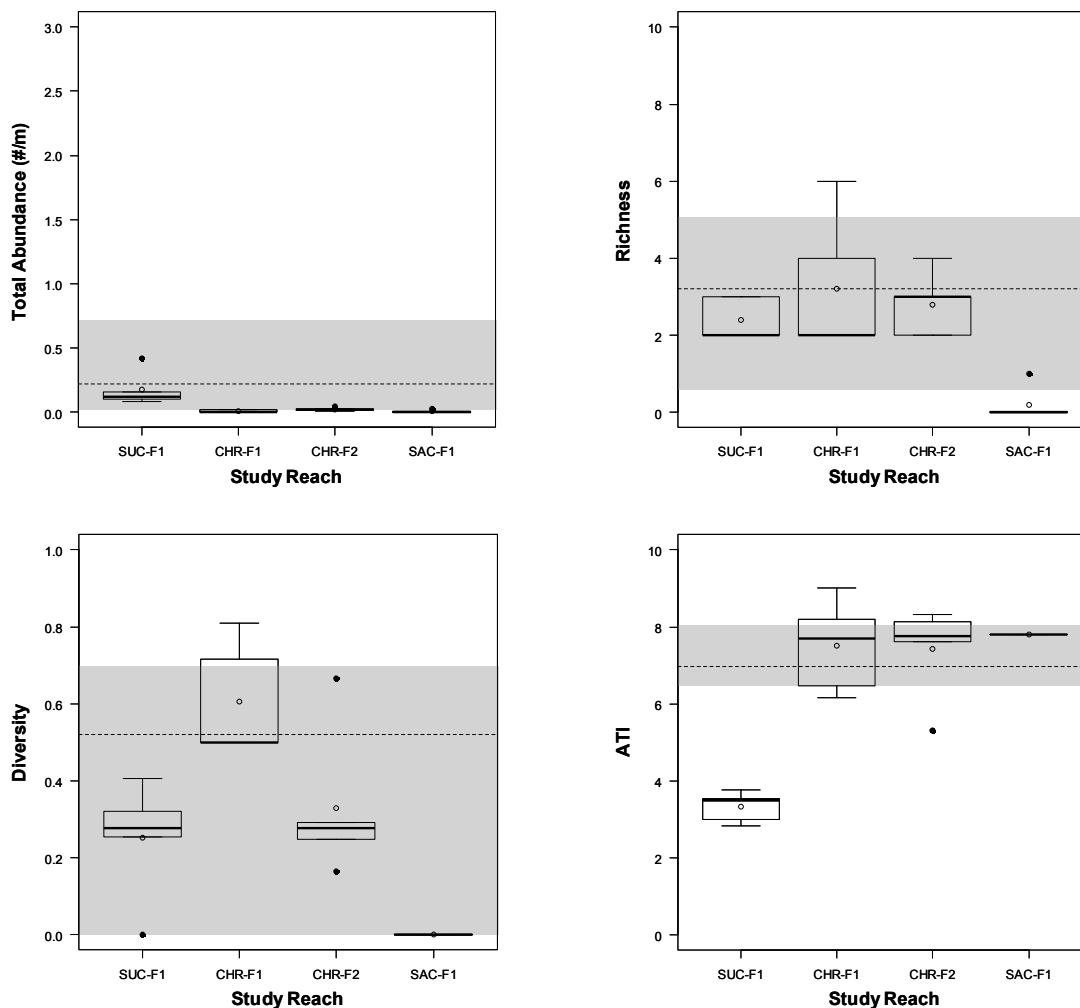 Total Abundance (#/m)
3.0
2.5
2.0
1.5
1.0
0.5
0.0
SUC-F1 CHR-F1 CHR-F2 SAC-F1
Study Reach
Richness
10
8
6
4
2
0
SUC-F1 CHR-F1 CHR-F2 SAC-F1
Study Reach
Diversity
1.0
0.8
0.6
0.4
0.2
0.0
SUC-F1 CHR-F1 CHR-F2 SAC-F1
Study Reach
ATI
10
8
6
4
2
0
SUC-F1 CHR-F1 CHR-F2 SAC-F1
Study Reach